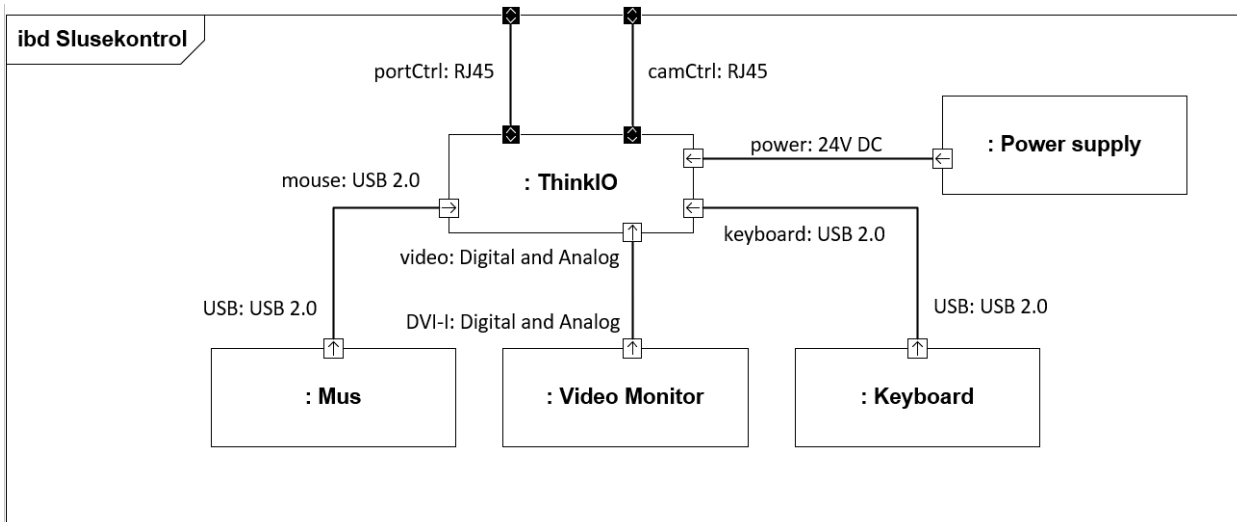 ibd Slusekontrol
portCtrl: RJ45
camCtrl: RJ45
power: 24V DC
: Power supply
mouse: USB 2.0
: ThinkIO
keyboard: USB 2.0
video: Digital and Analog
USB: USB 2.0
DVI-I: Digital and Analog
USB: USB 2.0
: Mus
: Video Monitor
: Keyboard